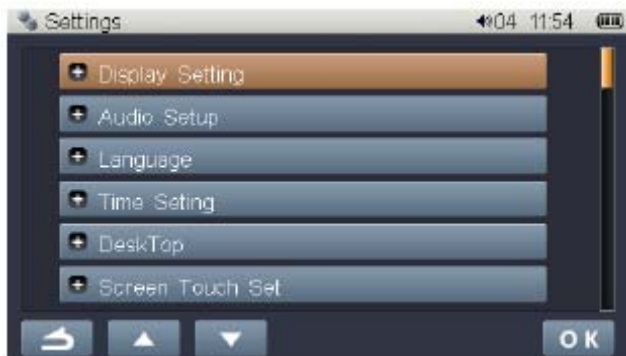 Settings 04 11:54
Display Setting
Audio Setup
Language
Time Seting
DeskTop
Screen Touch Set
OK